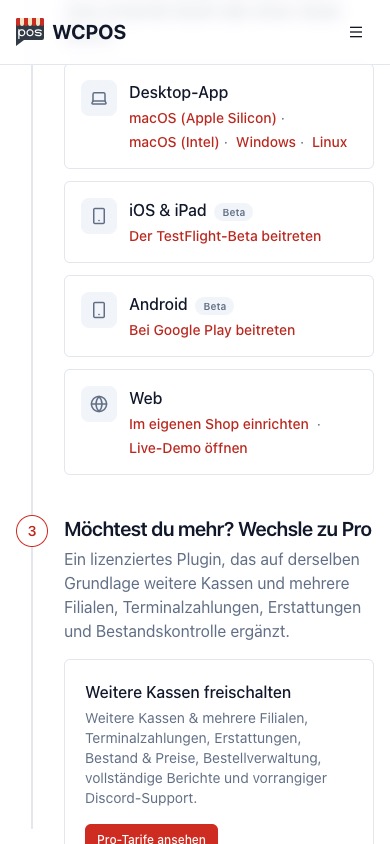 pos WCPOS
Desktop-App
macOS (Apple Silicon) ·
macOS (Intel) · Windows · Linux
iOS & iPad Beta
Der TestFlight-Beta beitreten
Android Beta
Bei Google Play beitreten
Web
Im eigenen Shop einrichten ·
Live-Demo öffnen
3 Möchtest du mehr? Wechsle zu Pro
Ein lizenziertes Plugin, das auf derselben
Grundlage weitere Kassen und mehrere
Filialen, Terminalzahlungen, Erstattungen
und Bestandskontrolle ergänzt.
Weitere Kassen freischalten
Weitere Kassen & mehrere Filialen,
Terminalzahlungen, Erstattungen,
Bestand & Preise, Bestellverwaltung,
vollständige Berichte und vorrangiger
Discord-Support.
Pro-Tarife ansehen